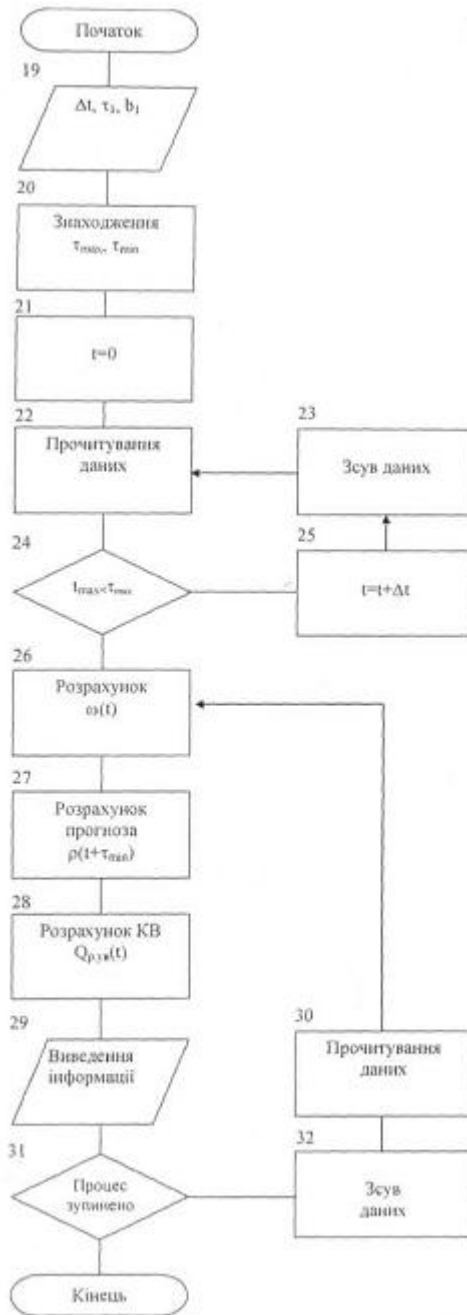 Початок
19
Δt, τ₁, b₁
20
Знаходження
τmax, τmin
21
t=0
22
Прочитування
даних
23
Зсув даних
24
tmax<τmax
25
t=t+Δt
26
Розрахунок
ω(t)
27
Розрахунок
прогноза
ρ(t+τmin)
28
Розрахунок КВ
(t)
29
Виведення
інформації
30
Прочитування
даних
31
Процес
зупинено
32
Зсув
даних
Кінець